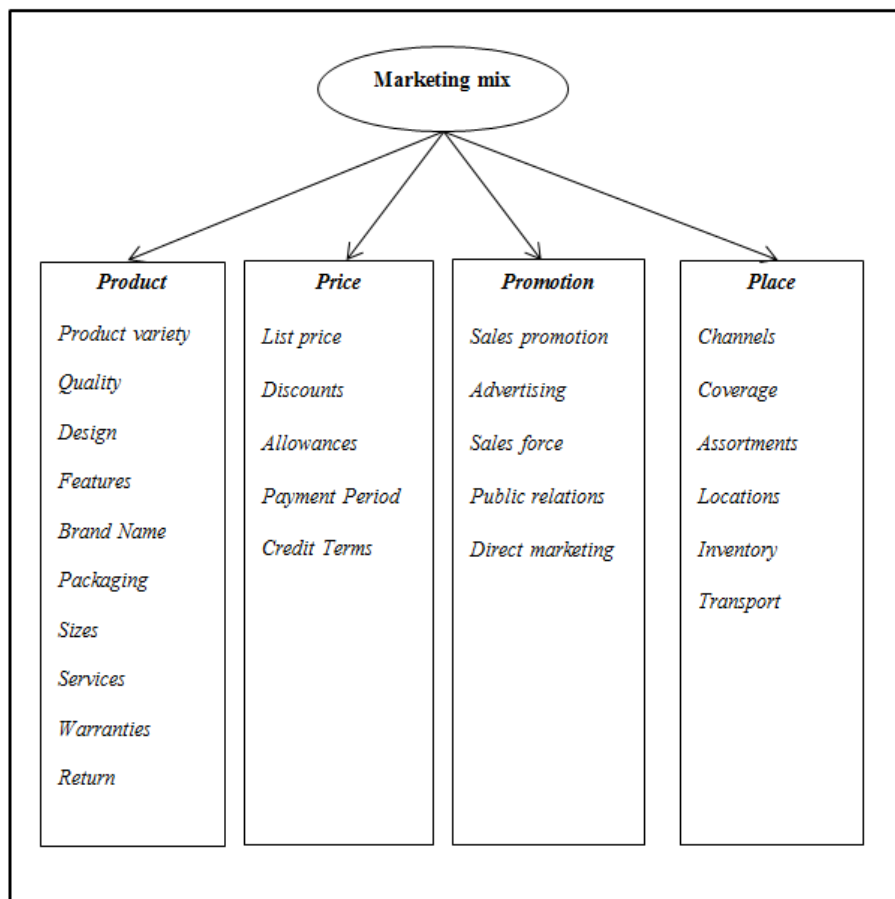 Marketing mix
Product
Product variety
Quality
Design
Features
Brand Name
Packaging
Sizes
Services
Warranties
Return
Price
List price
Discounts
Allowances
Payment Period
Credit Terms
Promotion
Sales promotion
Advertising
Sales force
Public relations
Direct marketing
Place
Channels
Coverage
Assortments
Locations
Inventory
Transport